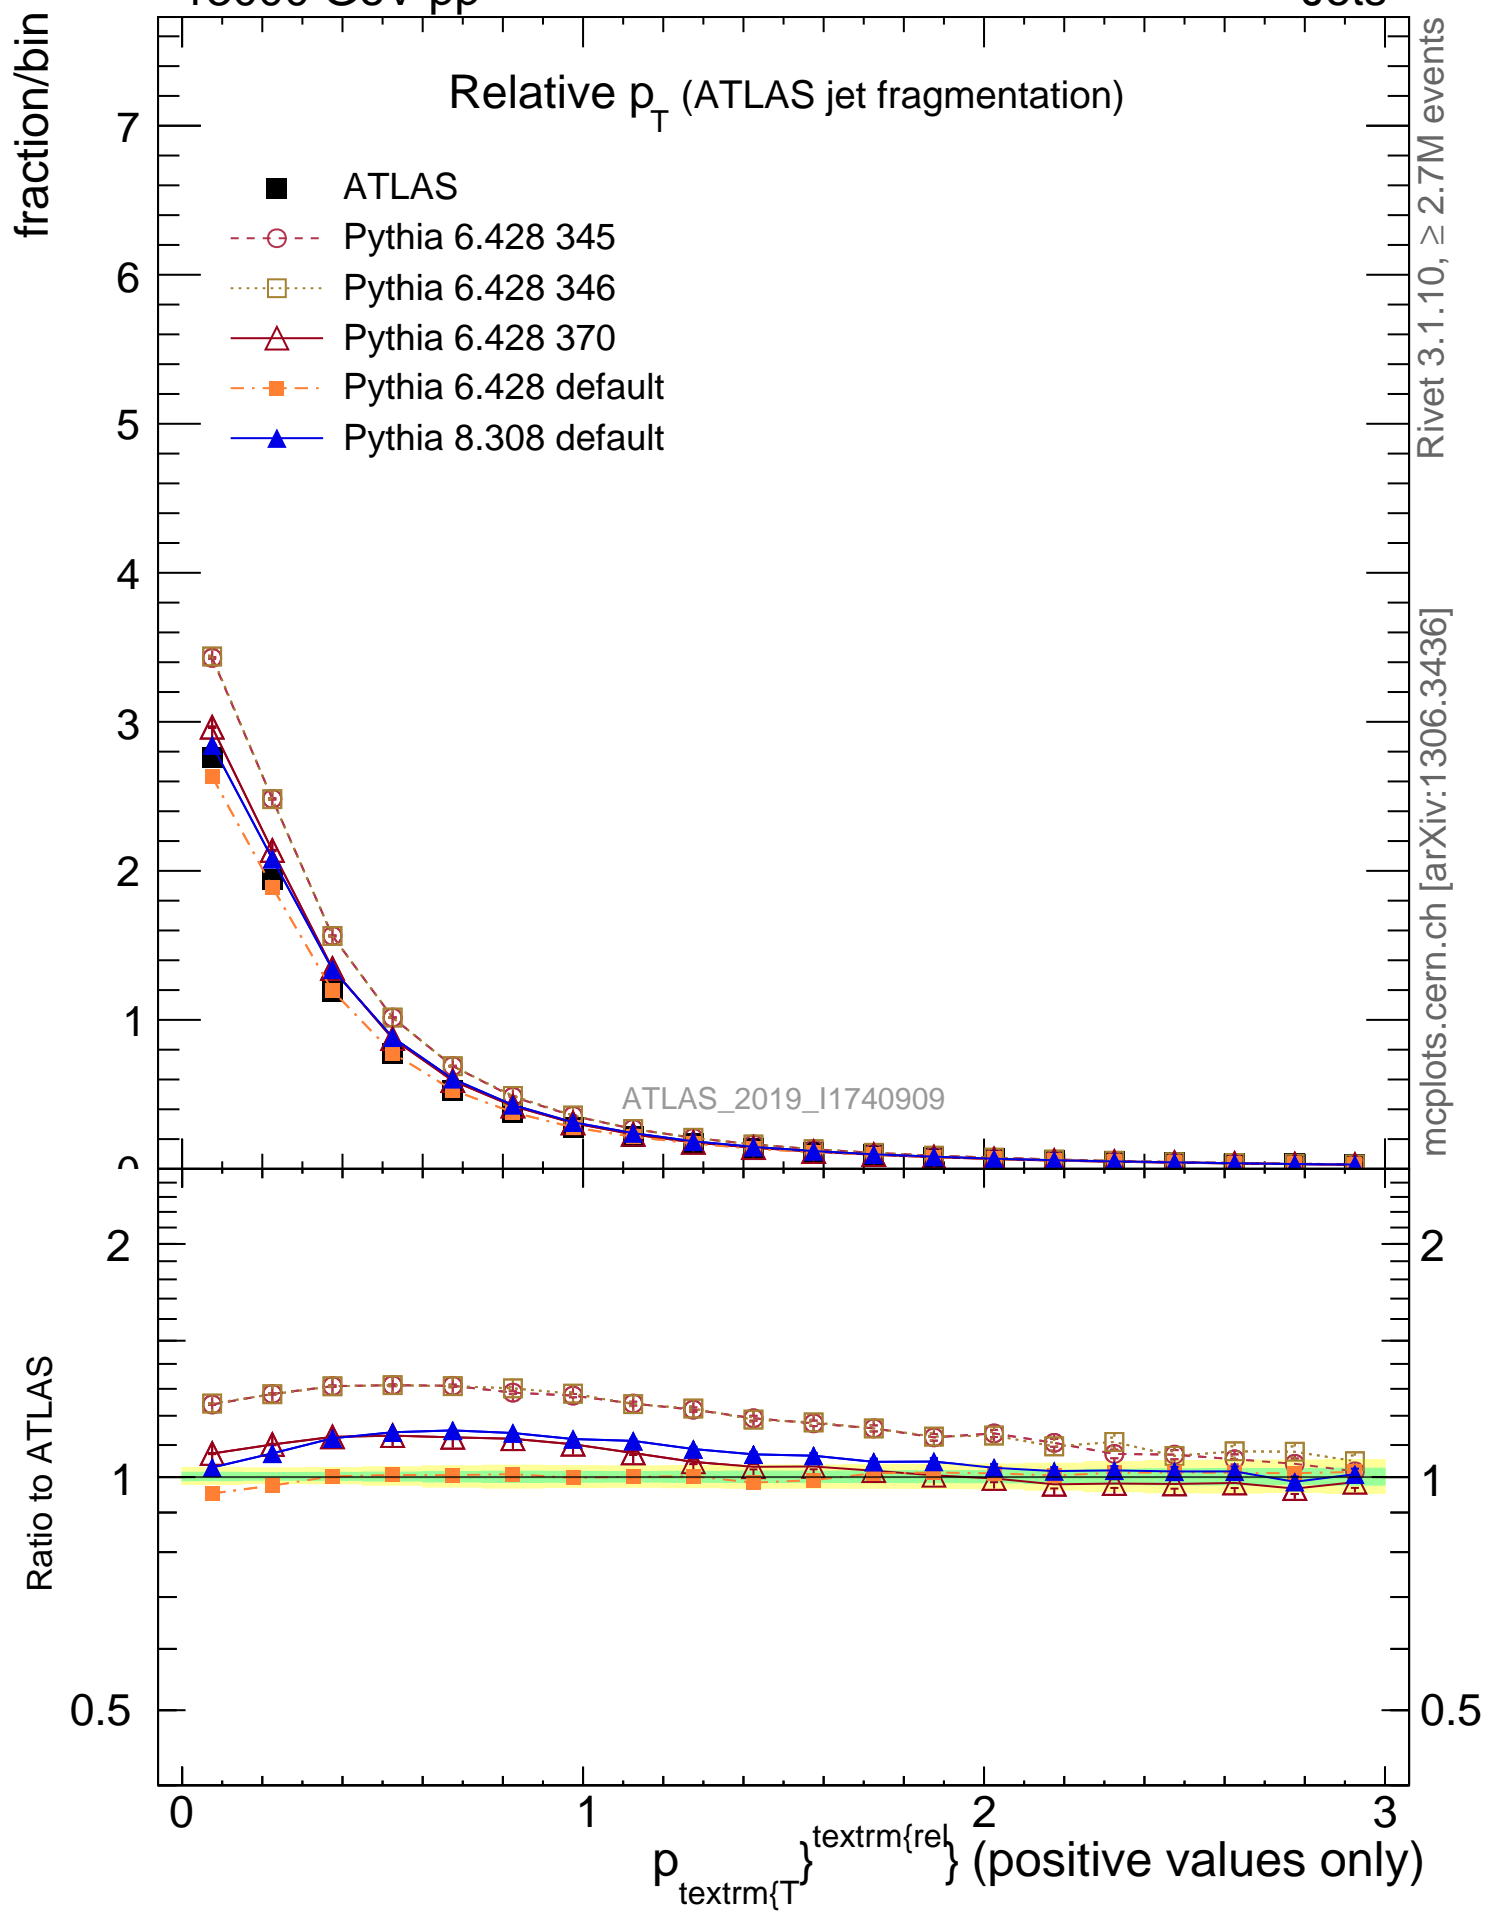 fraction/bin
Relative pT (ATLAS jet fragmentation)
ATLAS
Pythia 6.428 345
Pythia 6.428 346
Pythia 6.428 370
Pythia 6.428 default
Pythia 8.308 default
7
6
5
4
3
2
1
ATLAS_2019_I1740909
Rivet 3.1.10, ≥ 2.7M events
mcplots.cern.ch [arXiv:1306.3436]
Ratio to ATLAS
2
1
0.5
2
1
0.5
0 1 2 3
p textrm{T} textrm{rel} (positive values only)